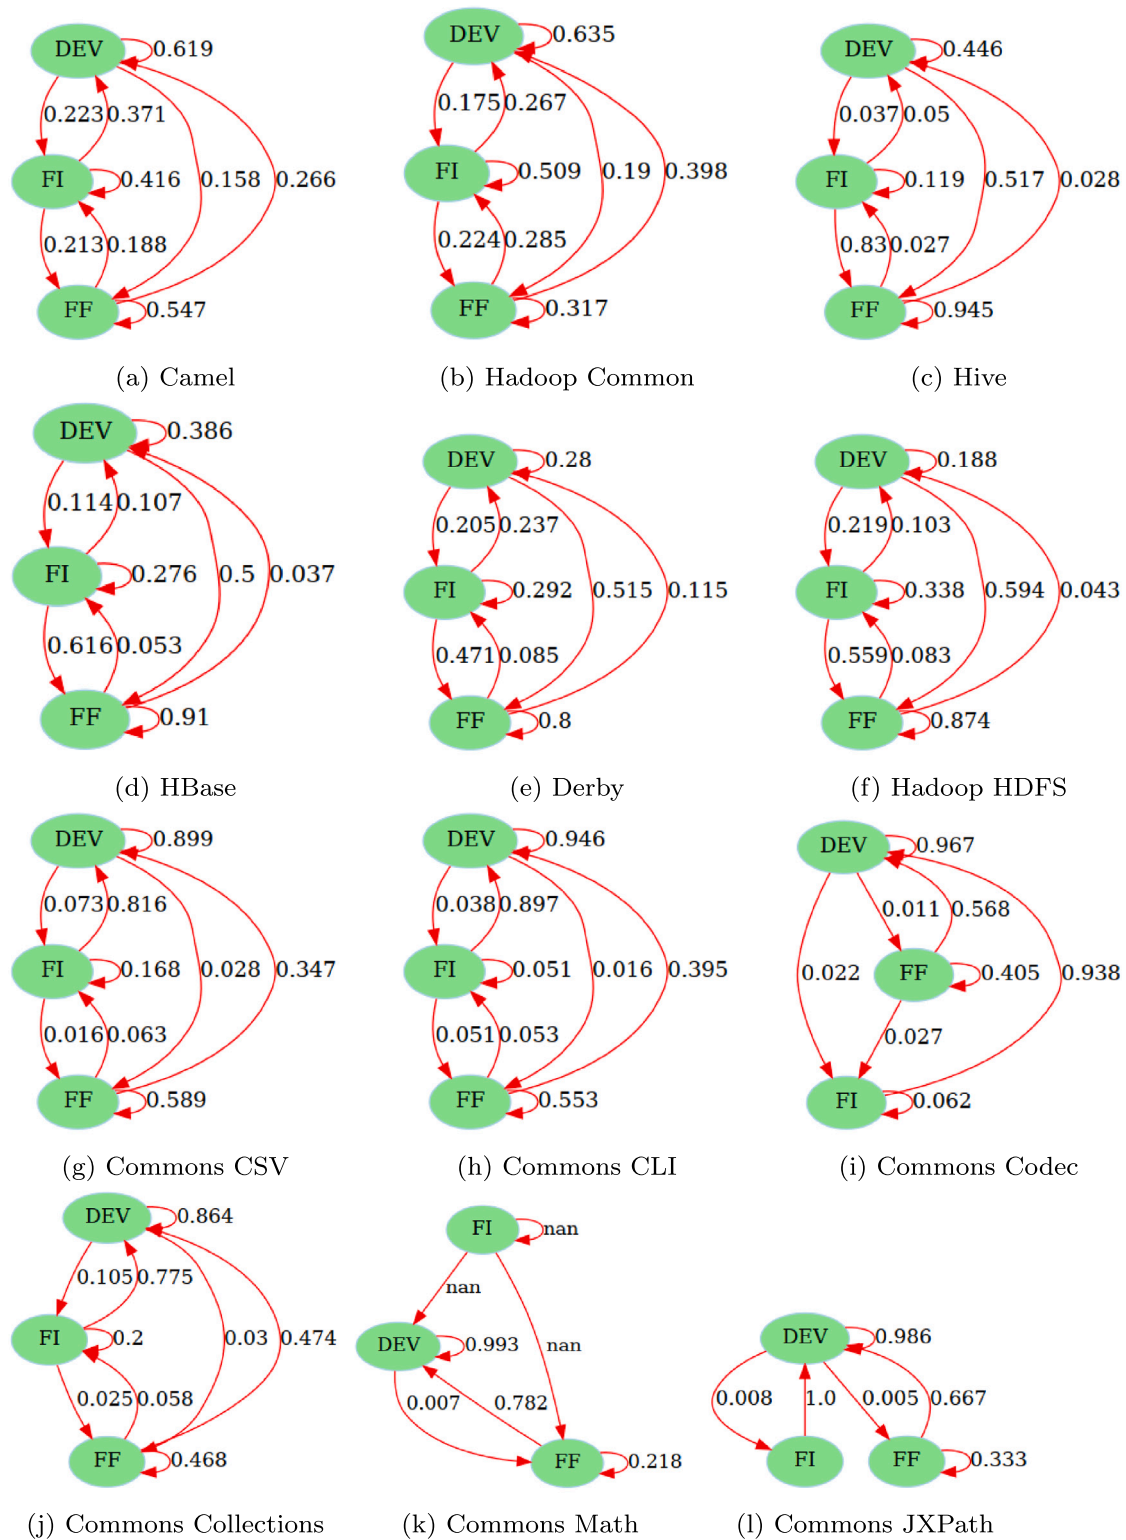 DEV 0.619
0.223 0.371
FI 0.416 0.158 0.266
0.213 0.188
FF 0.547
(a) Camel
DEV 0.635
0.175 0.267
FI 0.509 0.19 0.398
0.224 0.285
FF 0.317
(b) Hadoop Common
DEV 0.446
0.037 0.05
FI 0.119 0.517 0.028
0.83 0.027
FF 0.945
(c) Hive
DEV 0.386
0.114 0.107
FI 0.276 0.5 0.037
0.616 0.053
FF 0.91
(d) HBase
DEV 0.28
0.205 0.237
FI 0.292 0.515 0.115
0.471 0.085
FF 0.8
(e) Derby
DEV 0.188
0.219 0.103
FI 0.338 0.594 0.043
0.559 0.083
FF 0.874
(f) Hadoop HDFS
DEV 0.899
0.073 0.816
FI 0.168 0.028 0.347
0.016 0.063
FF 0.589
(g) Commons CSV
DEV 0.946
0.038 0.897
FI 0.051 0.016 0.395
0.051 0.053
FF 0.553
(h) Commons CLI
DEV 0.967
0.011 0.568
0.022 FF 0.405 0.938
0.027
FI 0.062
(i) Commons Codec
DEV 0.864
0.105 0.775
FI 0.2 0.03 0.474
0.025 0.058
FF 0.468
(j) Commons Collections
FI nan
nan
DEV 0.993 nan
0.007 0.782
FF 0.218
(k) Commons Math
DEV 0.986
0.008 1.0 0.005 0.667
FI FF 0.333
(l) Commons JXPath